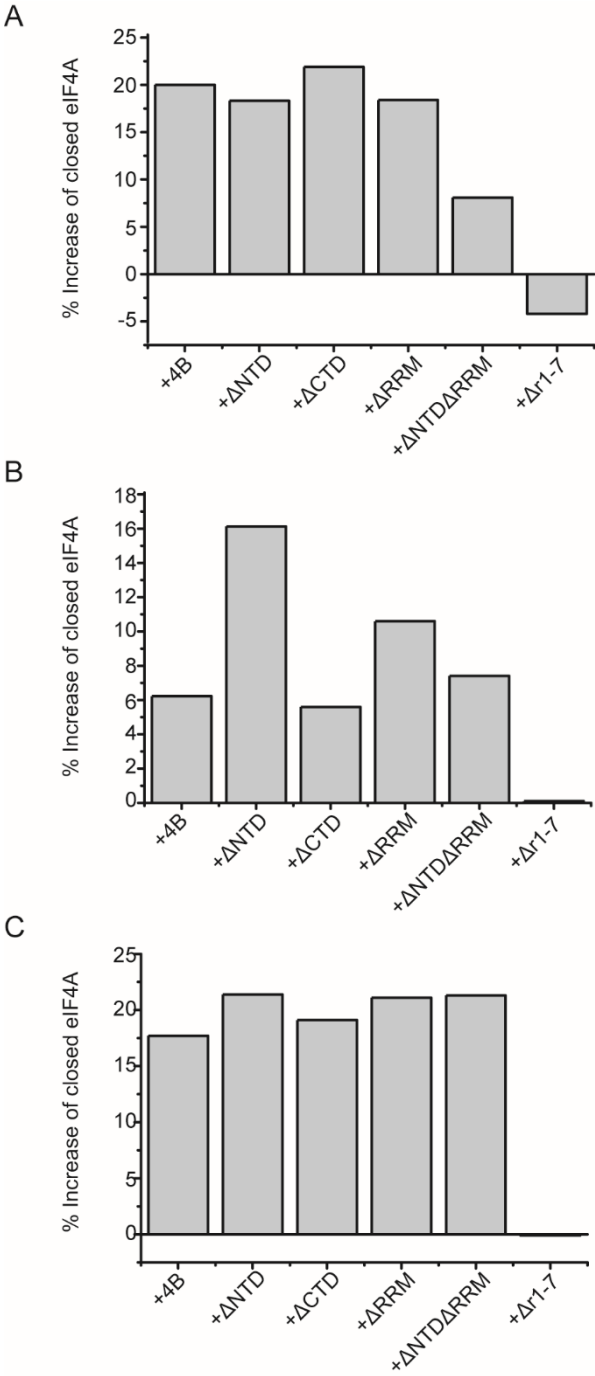 A
% Increase of closed eIF4A
25
20
15
10
5
0
-5
+4B
+ΔNTD
+ΔCTD
+ΔRRM
+ΔNTDΔRRM
+Δr1-7
B
% Increase of closed eIF4A
18
16
14
12
10
8
6
4
2
0
+4B
+ΔNTD
+ΔCTD
+ΔRRM
+ΔNTDΔRRM
+Δr1-7
C
% Increase of closed eIF4A
25
20
15
10
5
0
+4B
+ΔNTD
+ΔCTD
+ΔRRM
+ΔNTDΔRRM
+Δr1-7